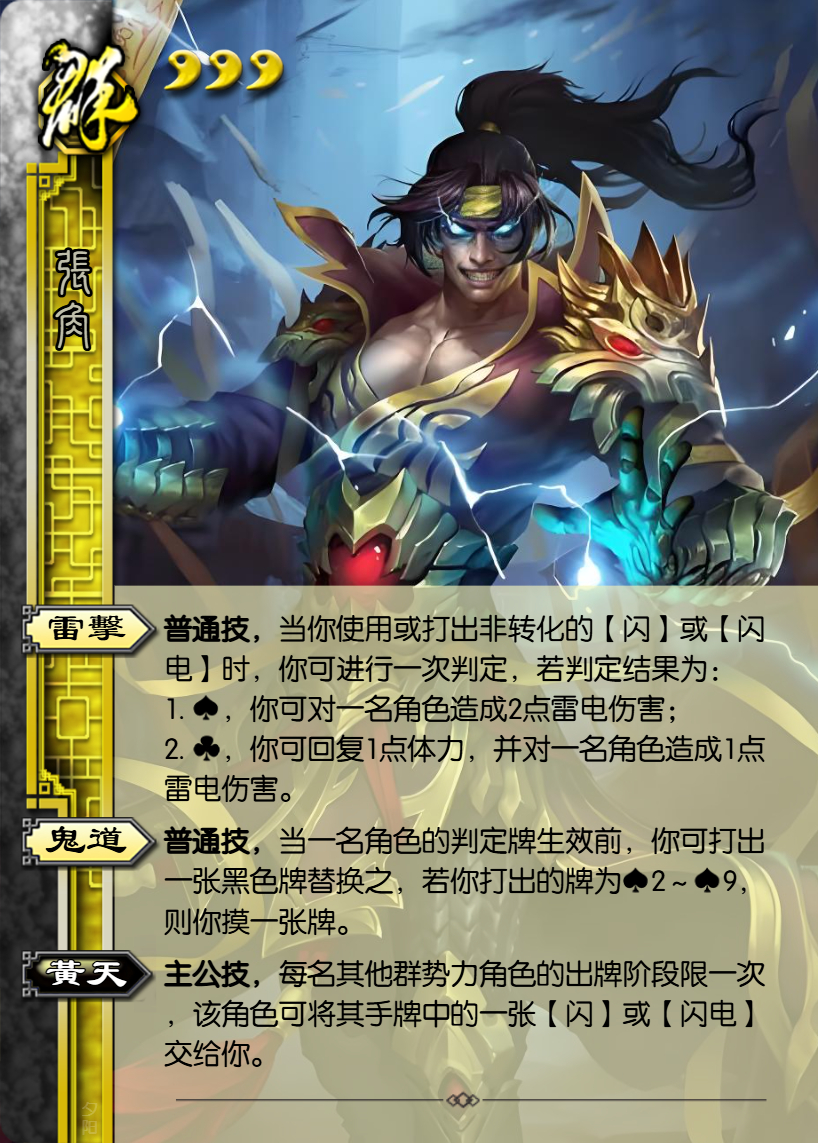 群
張角
雷擊
普通技，当你使用或打出非转化的【闪】或【闪
电】时，你可进行一次判定，若判定结果为：
1. ♠，你可对一名角色造成2点雷电伤害；
2. ♣，你可回复1点体力，并对一名角色造成1点
雷电伤害。
鬼道
普通技，当一名角色的判定牌生效前，你可打出
一张黑色牌替换之，若你打出的牌为♠2～♠9，
则你摸一张牌。
黃天
主公技，每名其他群势力角色的出牌阶段限一次
，该角色可将其手牌中的一张【闪】或【闪电】
交给你。
夕阳